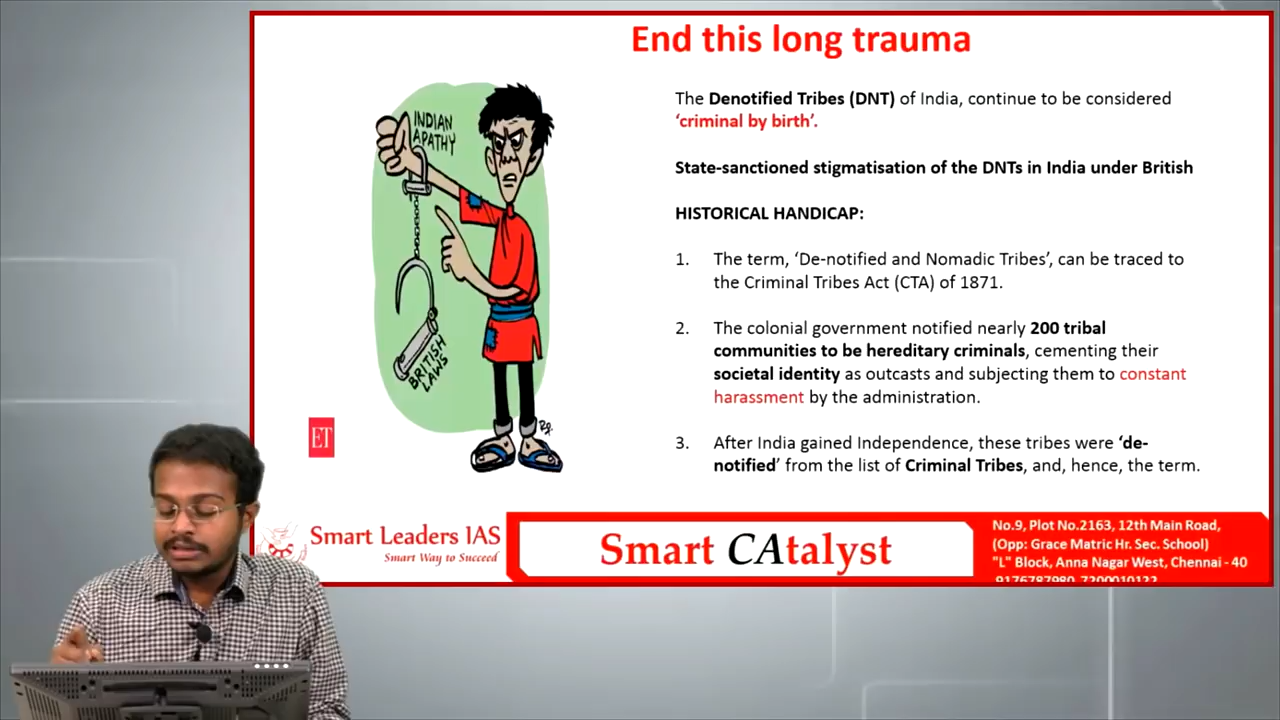 End this long trauma
INDIAN
APATHY
BRITISH
LAWS
ET
The Denotified Tribes (DNT) of India, continue to be considered
‘criminal by birth’.
State-sanctioned stigmatisation of the DNTs in India under British
HISTORICAL HANDICAP:
1. The term, ‘De-notified and Nomadic Tribes’, can be traced to
the Criminal Tribes Act (CTA) of 1871.
2. The colonial government notified nearly 200 tribal
communities to be hereditary criminals, cementing their
societal identity as outcasts and subjecting them to constant
harassment by the administration.
3. After India gained Independence, these tribes were ‘de-
notified’ from the list of Criminal Tribes, and, hence, the term.
Smart Leaders IAS
Smart Way to Succeed
Smart CAtalyst
No.9, Plot No.2163, 12th Main Road,
(Opp: Grace Matric Hr. Sec. School)
"L" Block, Anna Nagar West, Chennai - 40
9176787980, 7200010122